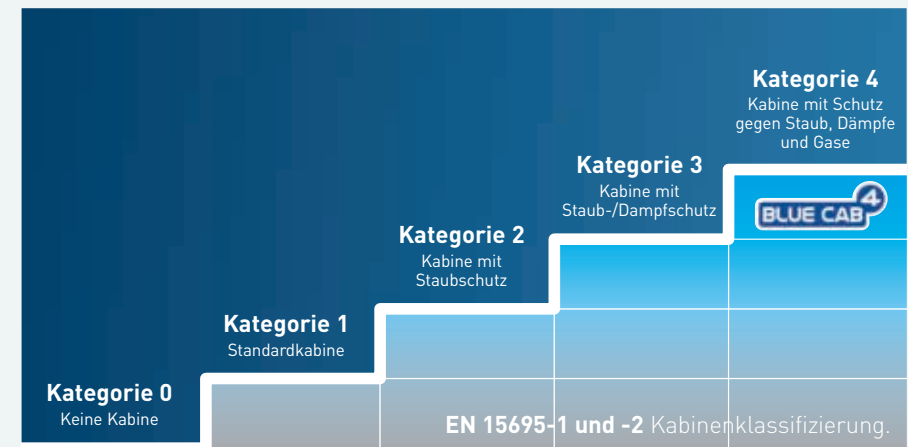 Kategorie 4
Kabine mit Schutz
gegen Staub, Dämpfe
und Gase
Kategorie 3
Kabine mit
Staub-/Dampfschutz
BLUE CAB 4
Kategorie 2
Kabine mit
Staubschutz
Kategorie 1
Standardkabine
Kategorie 0
Keine Kabine
EN 15695-1 und -2 Kabinenklassifizierung.